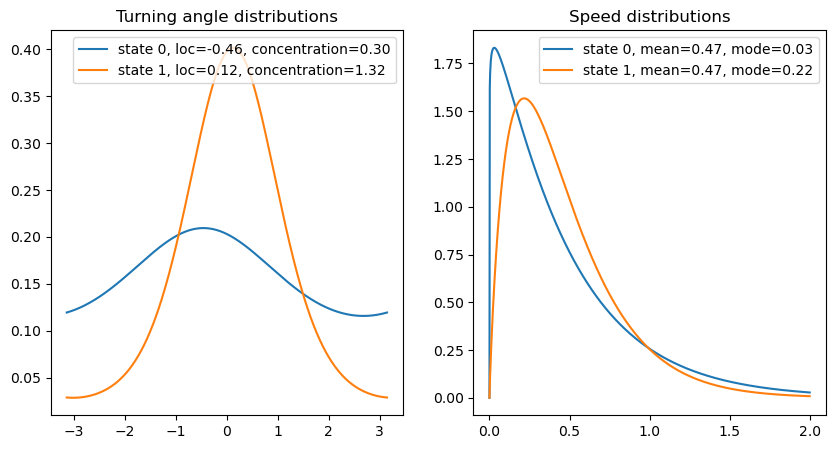 Turning angle distributions
state 0, loc=-0.46, concentration=0.30
state 1, loc=0.12, concentration=1.32
0.40
0.35
0.30
0.25
0.20
0.15
0.10
0.05
−3 −2 −1 0 1 2 3
Speed distributions
state 0, mean=0.47, mode=0.03
state 1, mean=0.47, mode=0.22
1.75
1.50
1.25
1.00
0.75
0.50
0.25
0.00
0.0 0.5 1.0 1.5 2.0